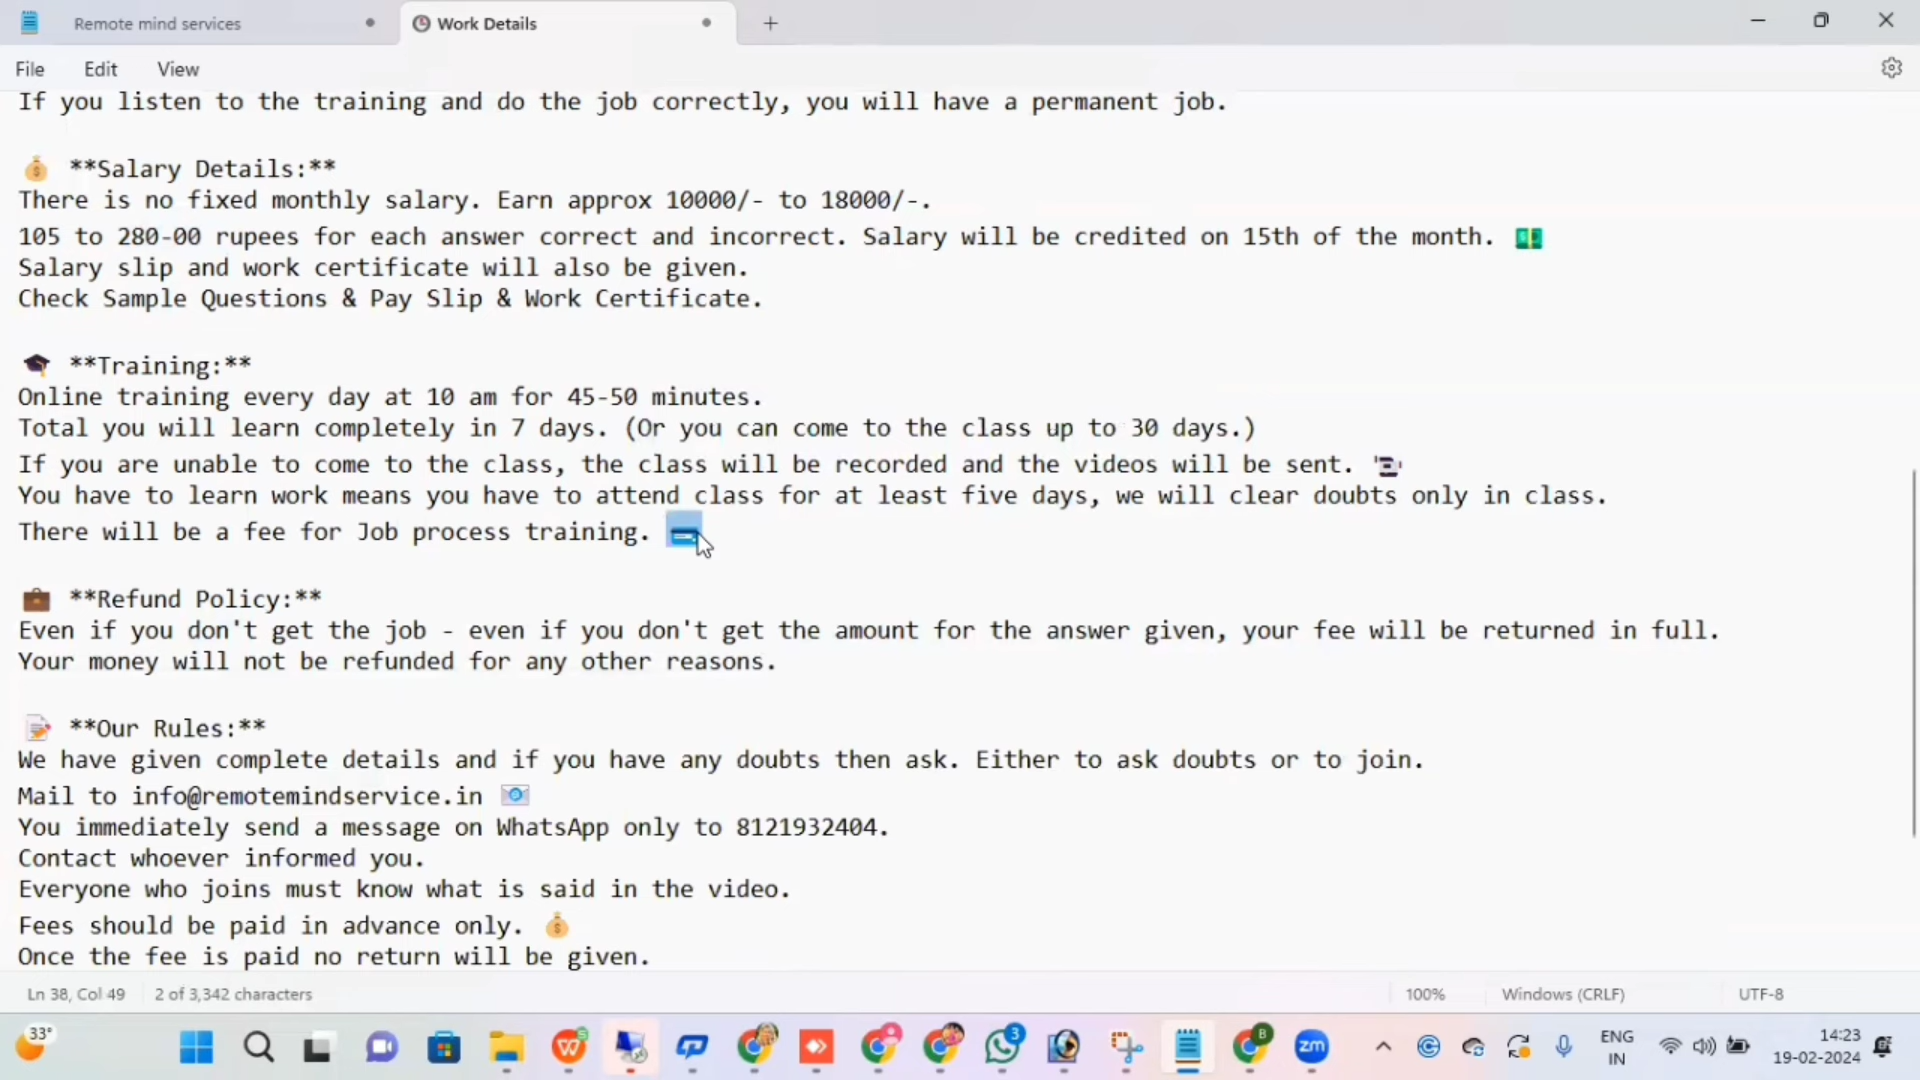 Remote mind services
Work Details
File Edit View
If you listen to the training and do the job correctly, you will have a permanent job.
**Salary Details:**
There is no fixed monthly salary. Earn approx 10000/- to 18000/-.
105 to 280-00 rupees for each answer correct and incorrect. Salary will be credited on 15th of the month.
Salary slip and work certificate will also be given.
Check Sample Questions & Pay Slip & Work Certificate.
**Training:**
Online training every day at 10 am for 45-50 minutes.
Total you will learn completely in 7 days. (Or you can come to the class up to 30 days.)
If you are unable to come to the class, the class will be recorded and the videos will be sent.
You have to learn work means you have to attend class for at least five days, we will clear doubts only in class.
There will be a fee for Job process training.
**Refund Policy:**
Even if you don't get the job - even if you don't get the amount for the answer given, your fee will be returned in full.
Your money will not be refunded for any other reasons.
**Our Rules:**
We have given complete details and if you have any doubts then ask. Either to ask doubts or to join.
Mail to info@remotemindservice.in
You immediately send a message on WhatsApp only to 8121932404.
Contact whoever informed you.
Everyone who joins must know what is said in the video.
Fees should be paid in advance only.
Once the fee is paid no return will be given.
Ln 38, Col 49 2 of 3,342 characters 100% Windows (CRLF) UTF-8
33°
zm
3
B
ENG
IN
14:23
19-02-2024